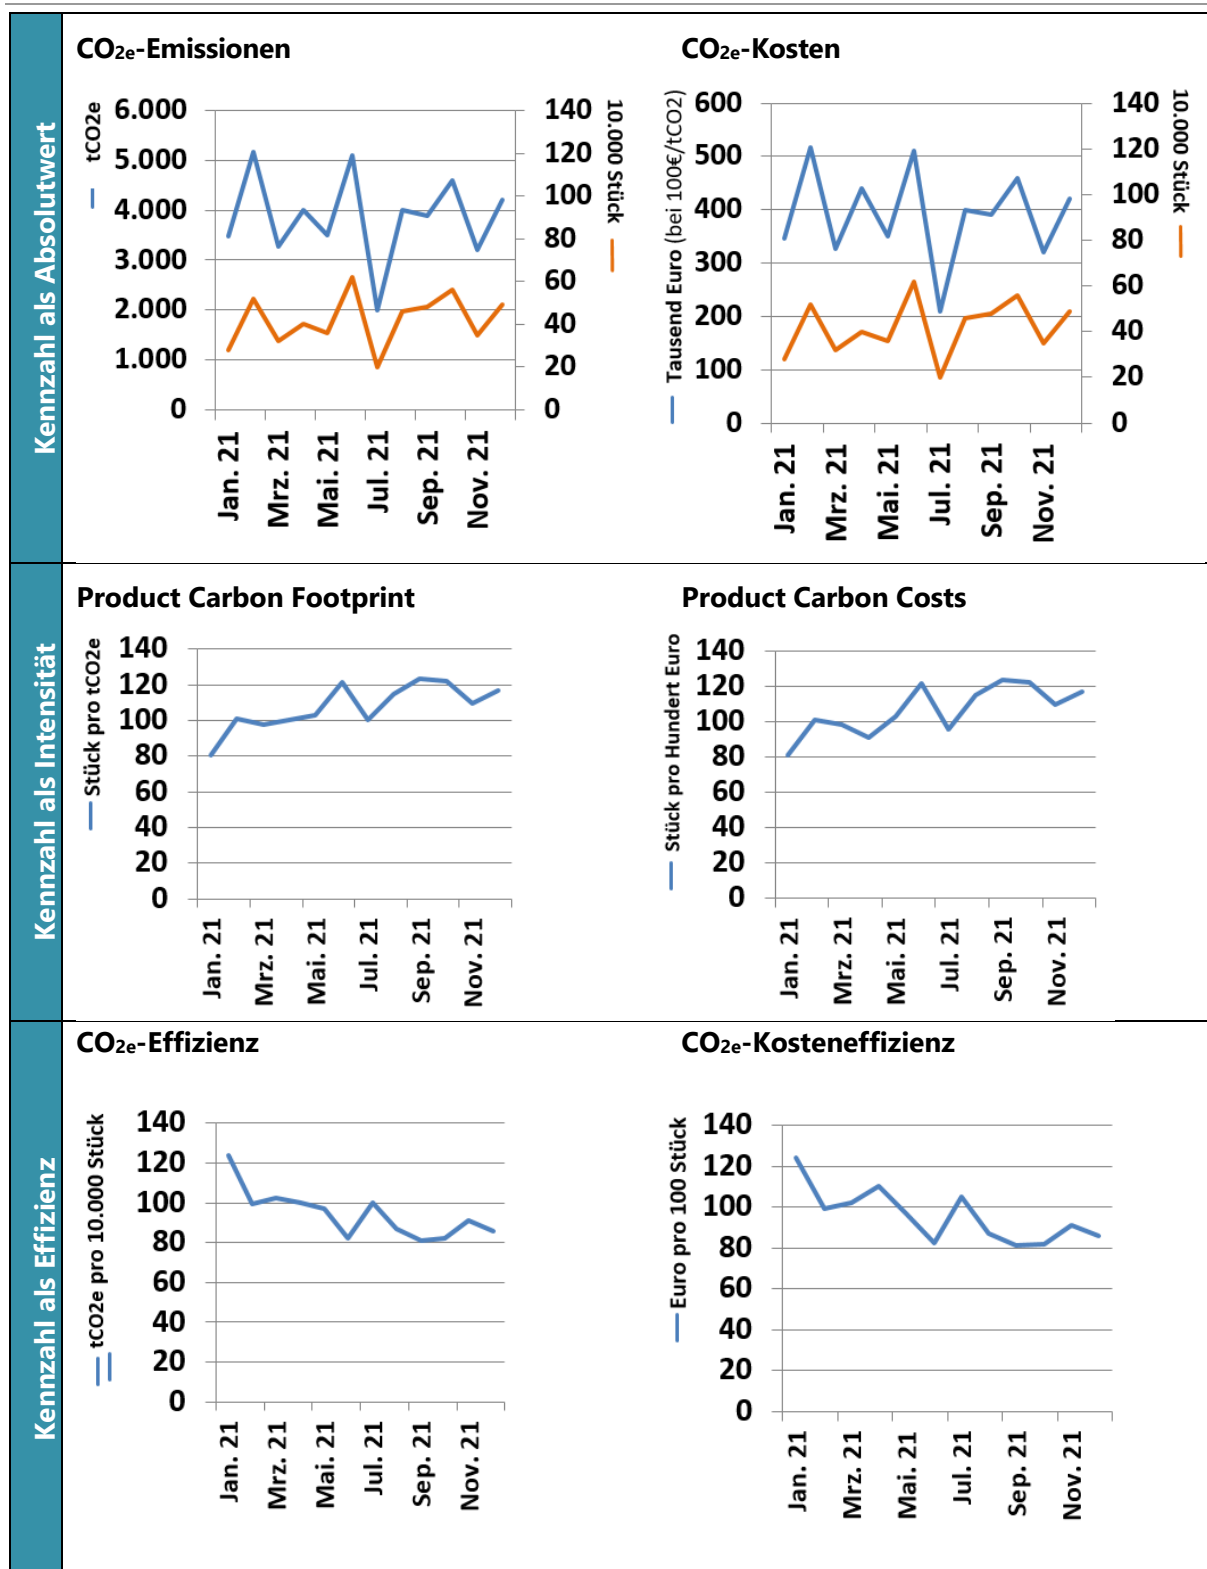 Kennzahl als Absolutwert
CO2e-Emissionen
tCO2e
6.000
5.000
4.000
3.000
2.000
1.000
0
140
120
100
80
60
40
20
0
10.000 Stück
Jan. 21
Mrz. 21
Mai. 21
Jul. 21
Sep. 21
Nov. 21
CO2e-Kosten
Tausend Euro (bei 100€/tCO2)
600
500
400
300
200
100
0
140
120
100
80
60
40
20
0
10.000 Stück
Jan. 21
Mrz. 21
Mai. 21
Jul. 21
Sep. 21
Nov. 21
Kennzahl als Intensität
Product Carbon Footprint
Stück pro tCO2e
140
120
100
80
60
40
20
0
Jan. 21
Mrz. 21
Mai. 21
Jul. 21
Sep. 21
Nov. 21
Product Carbon Costs
Stück pro Hundert Euro
140
120
100
80
60
40
20
0
Jan. 21
Mrz. 21
Mai. 21
Jul. 21
Sep. 21
Nov. 21
Kennzahl als Effizienz
CO2e-Effizienz
tCO2e pro 10.000 Stück
140
120
100
80
60
40
20
0
Jan. 21
Mrz. 21
Mai. 21
Jul. 21
Sep. 21
Nov. 21
CO2e-Kosteneffizienz
Euro pro 100 Stück
140
120
100
80
60
40
20
0
Jan. 21
Mrz. 21
Mai. 21
Jul. 21
Sep. 21
Nov. 21